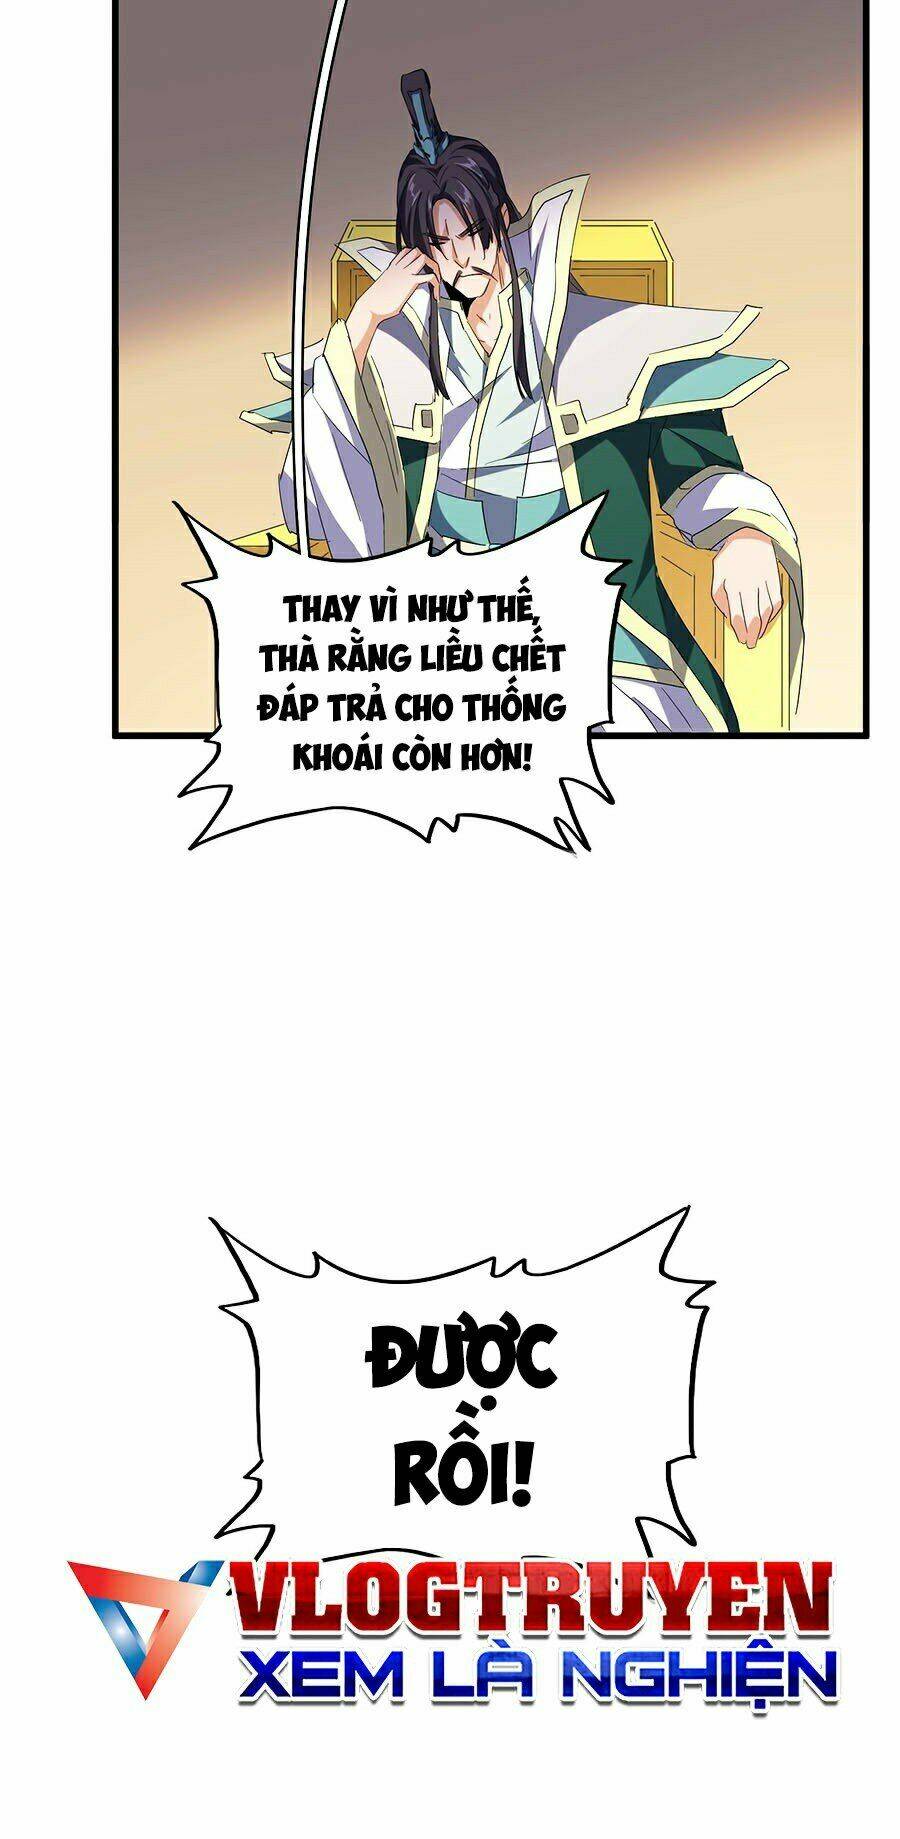 THAY VÌ NHƯ THẾ,
THÀ RẰNG LIỀU CHẾT
ĐÁP TRẢ CHO THỐNG
KHOÁI CÒN HƠN!
ĐƯỢC
RỒI!
VLOGTRUYEN
XEM LÀ NGHIỆN